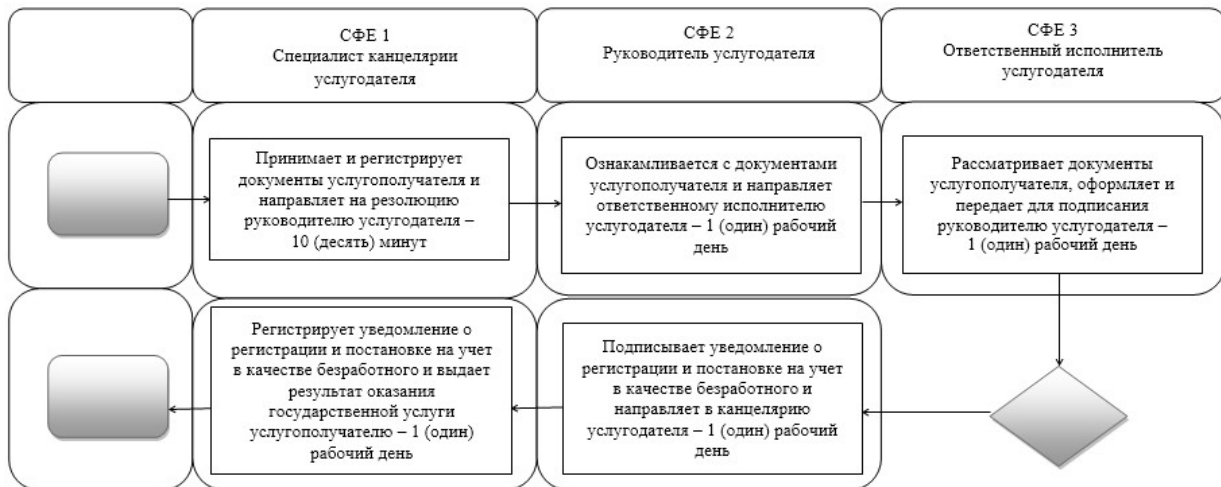 СФЕ 1
Специалист канцелярии
услугодателя
СФЕ 2
Руководитель услугодателя
СФЕ 3
Ответственный исполнитель
услугодателя
Принимает и регистрирует
документы услугополучателя и
направляет на резолюцию
руководителю услугодателя –
10 (десять) минут
Ознакамливается с документами
услугополучателя и направляет
ответственному исполнителю
услугодателя – 1 (один) рабочий
день
Рассматривает документы
услугополучателя, оформляет и
передает для подписания
руководителю услугодателя –
1 (один) рабочий день
Регистрирует уведомление о
регистрации и постановке на учет
в качестве безработного и выдает
результат оказания
государственной услуги
услугополучателю – 1 (один)
рабочий день
Подписывает уведомление о
регистрации и постановке на учет
в качестве безработного и
направляет в канцелярию
услугодателя – 1 (один) рабочий
день